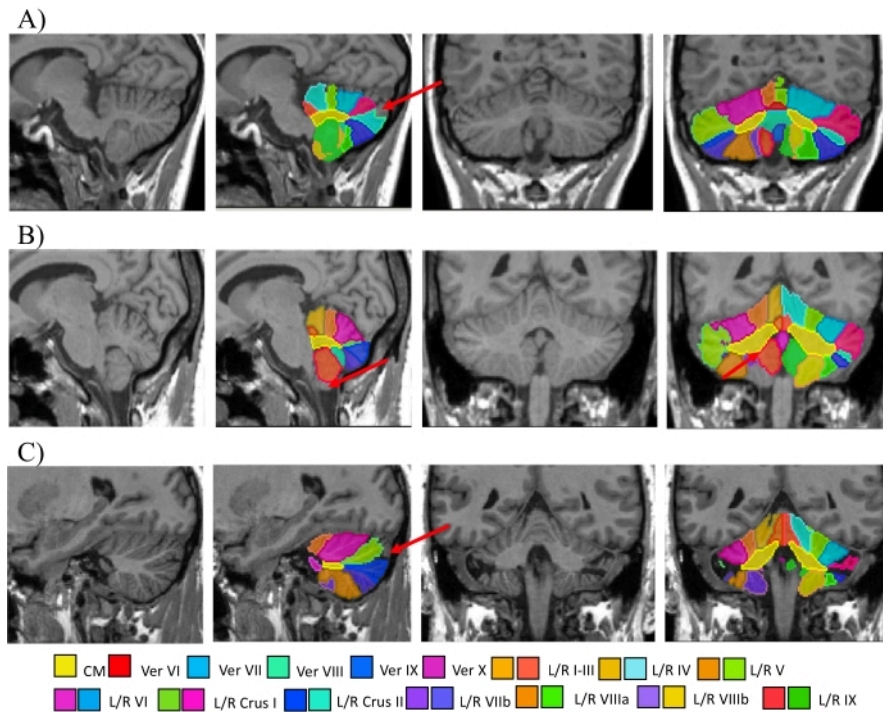 A)
B)
C)
CM Ver VI Ver VII Ver VIII Ver IX Ver X L/R I-III L/R IV L/R V
L/R VI L/R Crus I L/R Crus II L/R VIIb L/R VIIIa L/R VIIIb L/R IX